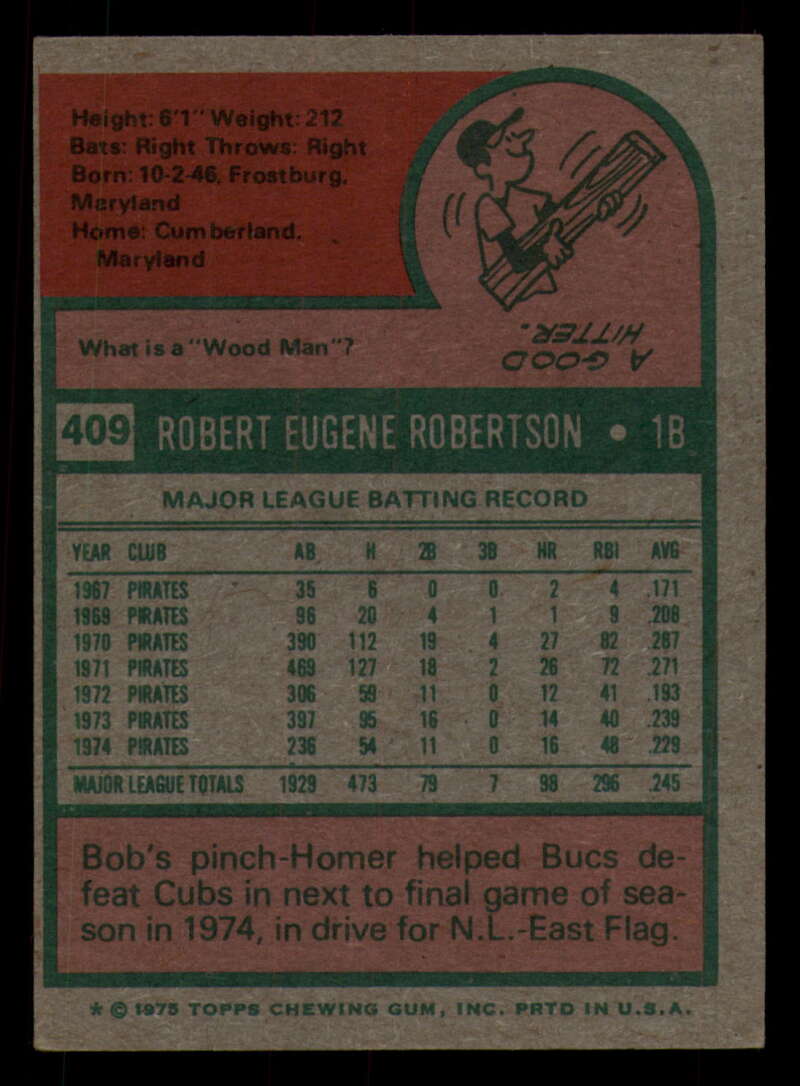 Height: 6'1" Weight: 212
Bats: Right Throws: Right
Born: 10-2-46, Frostburg,
Maryland
Home: Cumberland,
Maryland
What is a "Wood Man"?
A GOOD
HITTER.
409 ROBERT EUGENE ROBERTSON • 1B
MAJOR LEAGUE BATTING RECORD
YEAR CLUB AB H 2B 3B HR RBI AVG
1967 PIRATES 35 6 0 0 2 4 .171
1969 PIRATES 96 20 4 1 1 9 .208
1970 PIRATES 390 112 19 4 27 82 .287
1971 PIRATES 469 127 18 2 26 72 .271
1972 PIRATES 306 59 11 0 12 41 .193
1973 PIRATES 397 95 16 0 14 40 .239
1974 PIRATES 236 54 11 0 16 48 .229
MAJOR LEAGUE TOTALS 1929 473 79 7 98 296 .245
Bob's pinch-Homer helped Bucs de-
feat Cubs in next to final game of sea-
son in 1974, in drive for N.L.-East Flag.
* © 1975 TOPPS CHEWING GUM, INC. PRTD IN U.S.A.